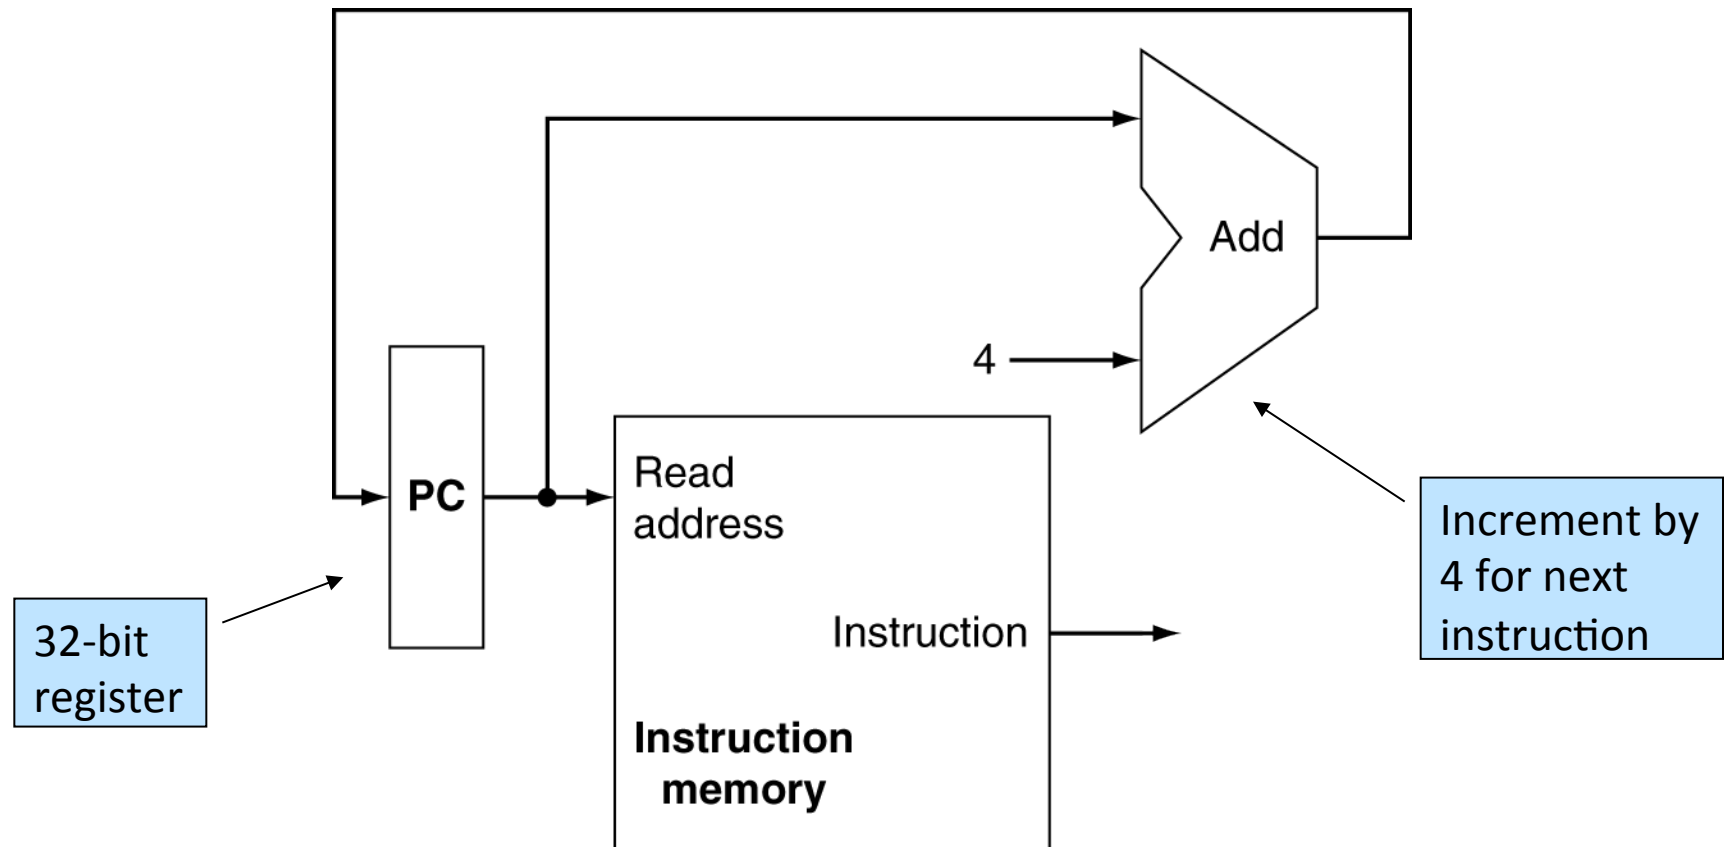 Add
4
PC
Read
address
Increment by
4 for next
instruction
32-bit
register
Instruction
Instruction
memory